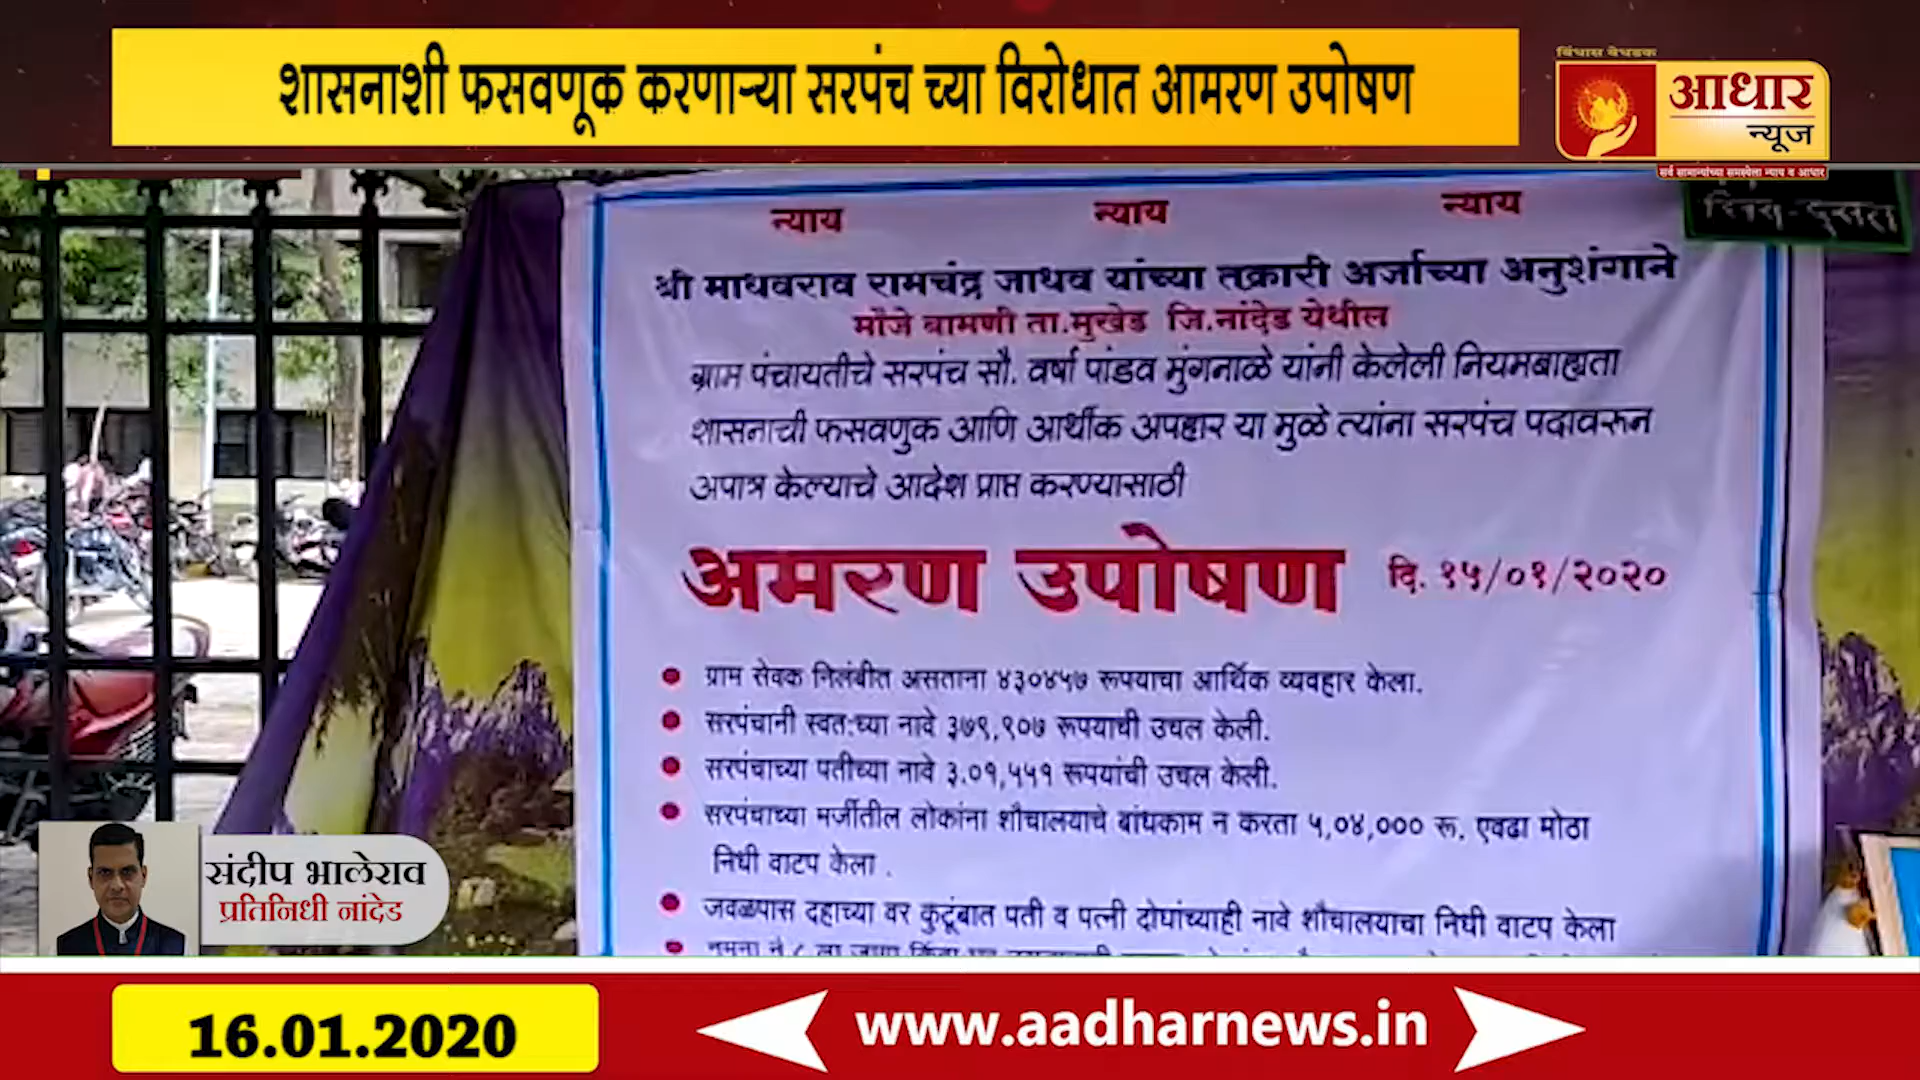 शासनाशी फसवणूक करणाऱ्या सरपंच च्या विरोधात आमरण उपोषण
बिंधास बेधडक
आधार
न्यूज
सर्व सामान्यांच्या समस्येला न्याय व आधार
न्याय न्याय न्याय
श्री माधवराव रामचंद्र जाधव यांच्या तक्रारी अर्जाच्या अनुशंगाने
मौजे बामणी ता.मुखेड जि.नांदेड येथील
ग्राम पंचायतीचे सरपंच सौ. वर्षा पांडव मुंगनाळे यांनी केलेली नियमबाह्यता
शासनाची फसवणुक आणि आर्थीक अपहार या मुळे त्यांना सरपंच पदावरून
अपात्र केल्याचे आदेश प्राप्त करण्यासाठी
अमरण उपोषण दि. १५/०१/२०२०
ग्राम सेवक निलंबीत असताना ४३०४५७ रूपयाचा आर्थिक व्यवहार केला.
सरपंचानी स्वत:च्या नावे ३७९,९०७ रूपयाची उचल केली.
सरपंचाच्या पतीच्या नावे ३.०१,५५१ रूपयांची उचल केली.
सरपंचाच्या मर्जीतील लोकांना शौचालयाचे बांधकाम न करता ५,०४,००० रू. एवढा मोठा
निधी वाटप केला .
जवळपास दहाच्या वर कुटूंबात पती व पत्नी दोघांच्याही नावे शौचालयाचा निधी वाटप केला
संदीप भालेराव
प्रतिनिधी नांदेड
16.01.2020
www.aadharnews.in